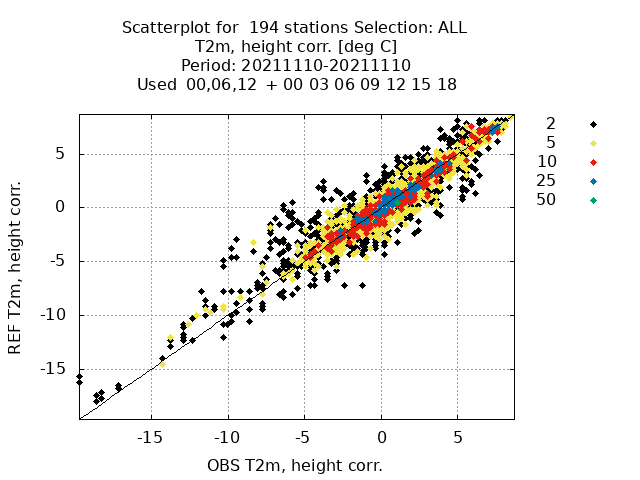 Scatterplot for  194 stations Selection: ALL
T2m, height corr. [deg C]
Period: 20211110-20211110
Used  00,06,12  + 00 03 06 09 12 15 18
2
5
10
25
50
5
0
-5
-10
-15
REF T2m, height corr.
-15 -10 -5 0 5
OBS T2m, height corr.